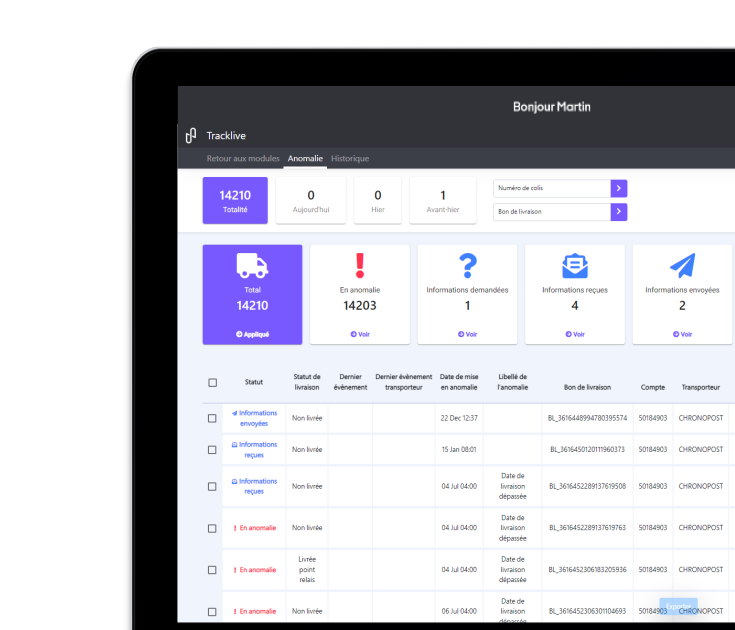 Bonjour Martin
Tracklive
Retour aux modules Anomalie Historique
14210 0 0 1
Totalité Aujourd'hui Hier Avant-hier
Numéro de colis
Bon de livraison
Total En anomalie Informations demandées Informations reçues Informations envoyées
14210 14203 1 4 2
Appliqué Voir Voir Voir Voir
Statut Statut de livraison Dernier évènement Dernier évènement transporteur Date de mise en anomalie Libellé de l'anomalie Bon de livraison Compte Transporteur
Informations envoyées Non livrée 22 Dec 12:37 BL_3616448994780395574 50184903 CHRONOPOST
Informations reçues Non livrée 15 Jan 08:01 BL_3616450120111960373 50184903 CHRONOPOST
Informations reçues Non livrée 04 Jul 04:00 Date de livraison dépassée BL_3616452289137619508 50184903 CHRONOPOST
En anomalie Non livrée 04 Jul 04:00 Date de livraison dépassée BL_3616452289137619763 50184903 CHRONOPOST
En anomalie Livrée point relais 04 Jul 04:00 Date de livraison dépassée BL_3616452306183205936 50184903 CHRONOPOST
En anomalie Non livrée 06 Jul 04:00 Date de livraison dépassée BL_3616452306301104693 50184903 CHRONOPOST
Exporter